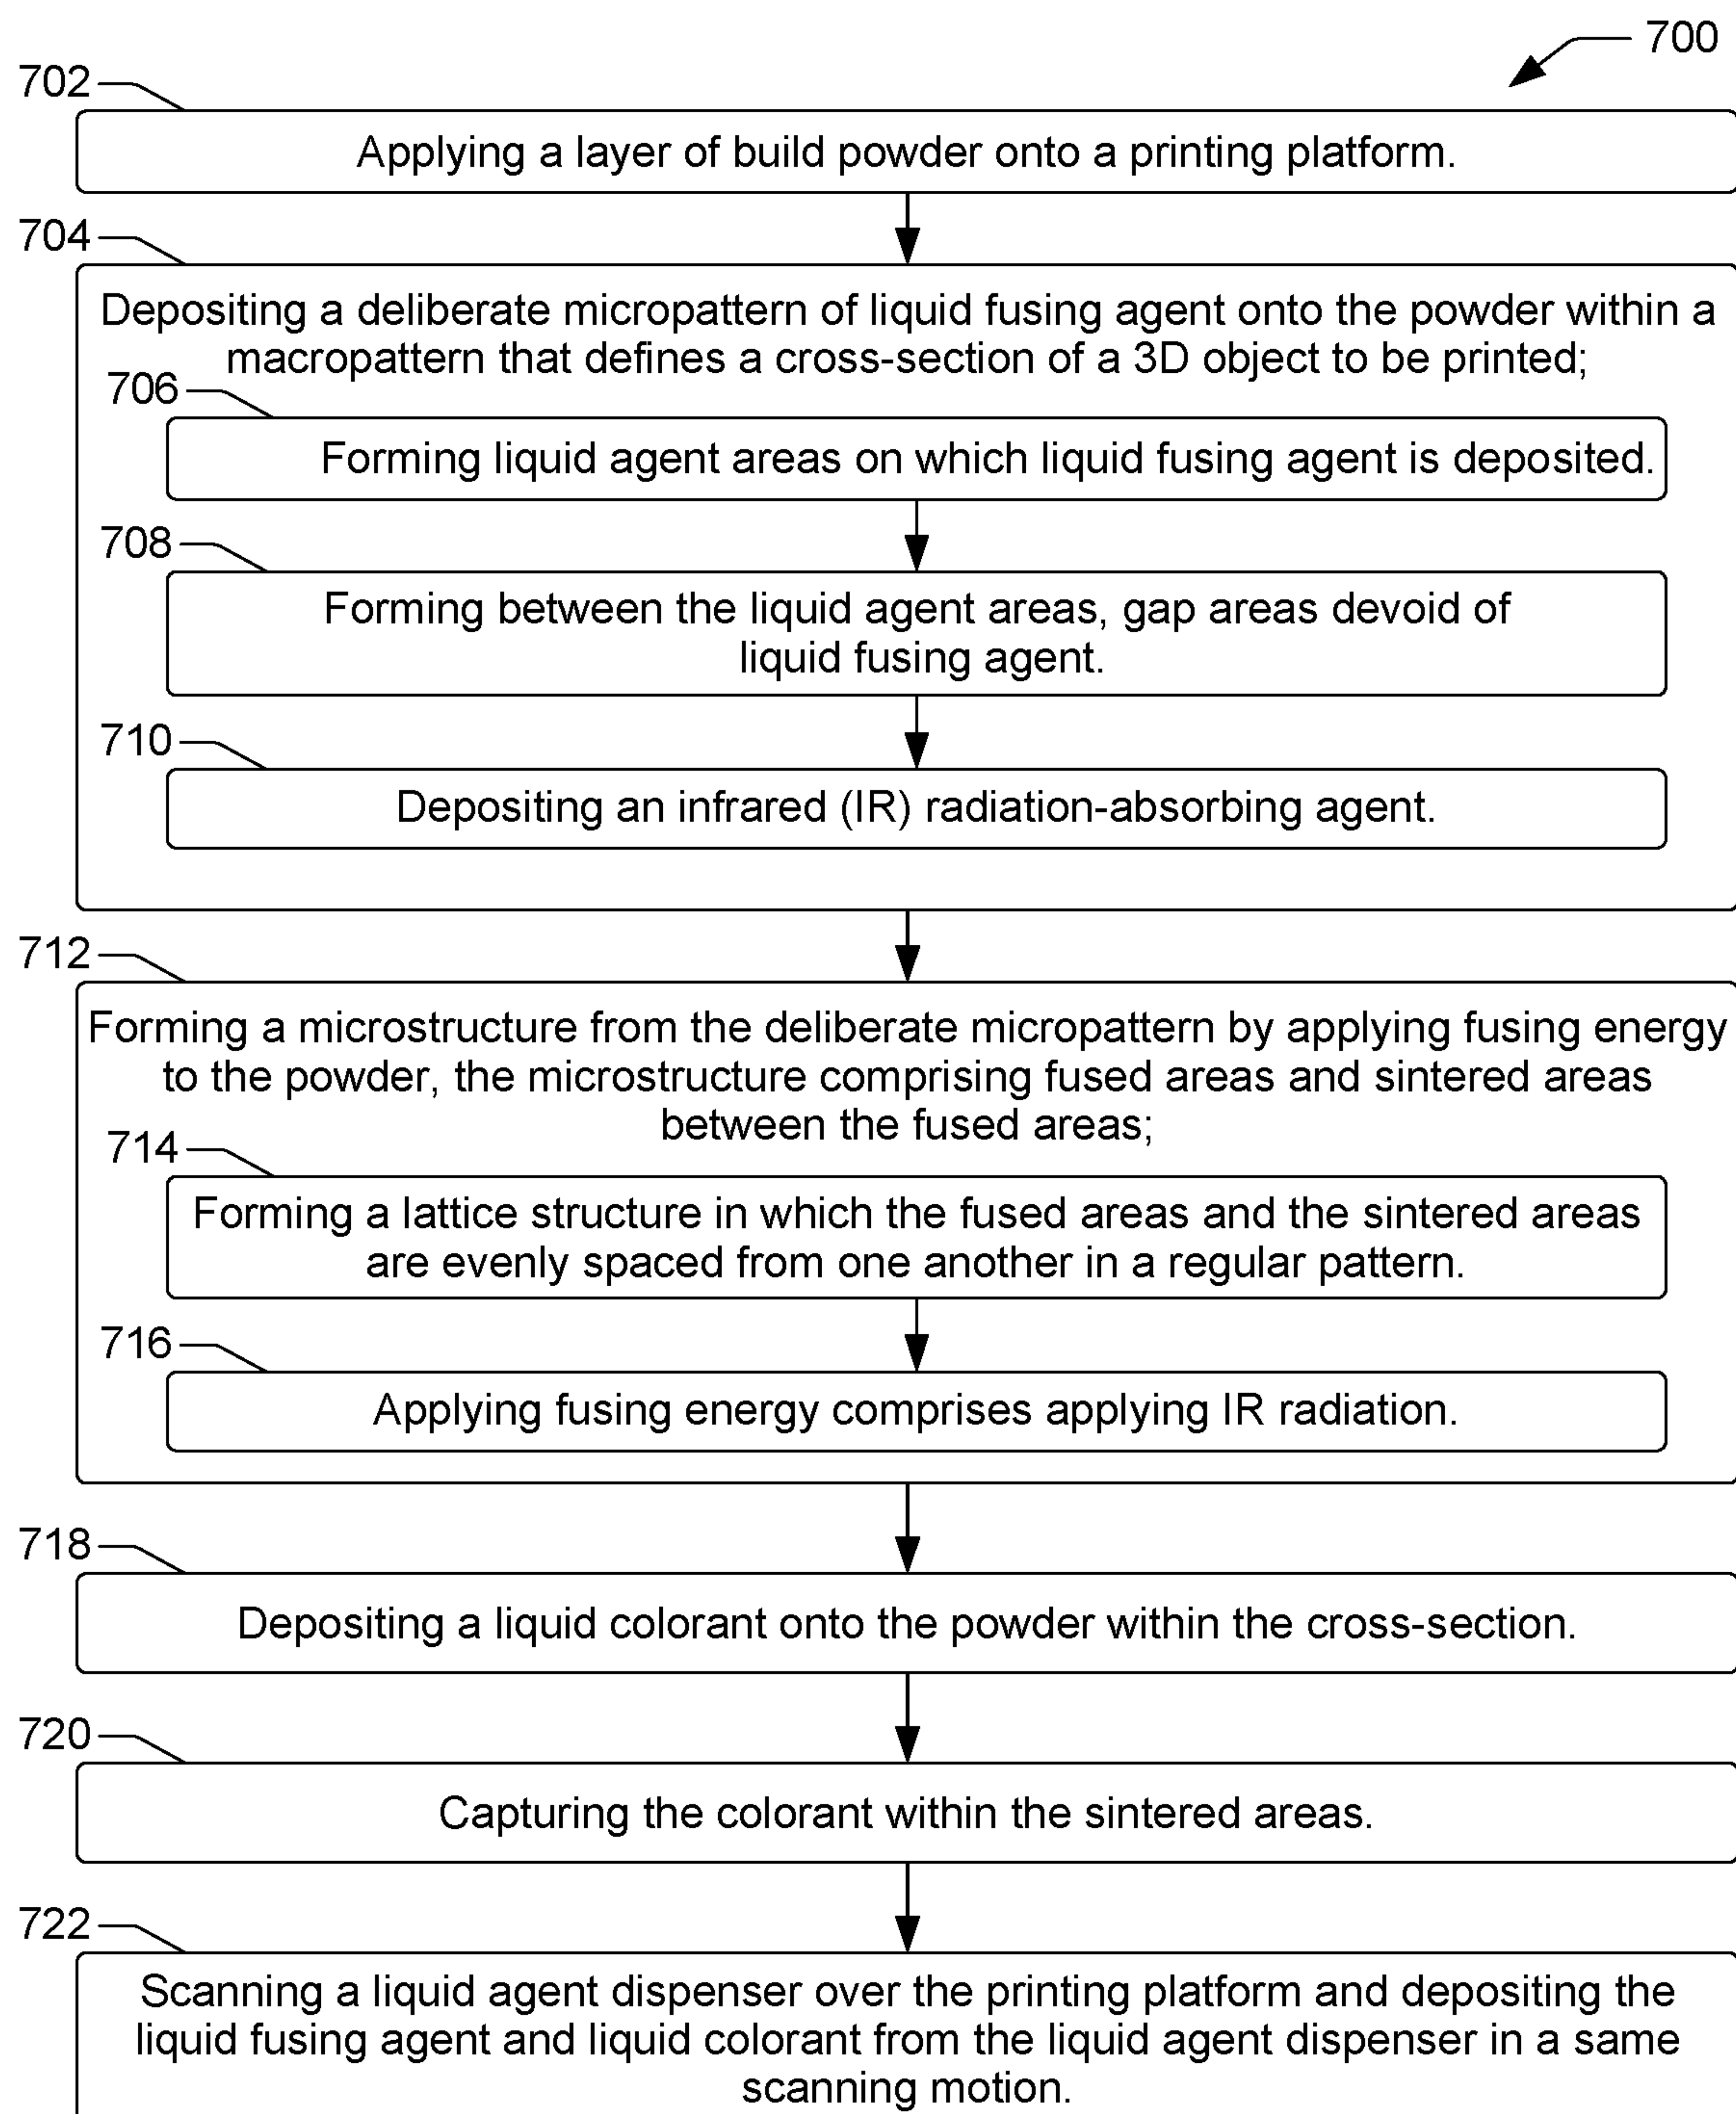 700
702
Applying a layer of build powder onto a printing platform.
704
Depositing a deliberate micropattern of liquid fusing agent onto the powder within a
macropattern that defines a cross-section of a 3D object to be printed;
706
Forming liquid agent areas on which liquid fusing agent is deposited.
708
Forming between the liquid agent areas, gap areas devoid of
liquid fusing agent.
710
Depositing an infrared (IR) radiation-absorbing agent.
712
Forming a microstructure from the deliberate micropattern by applying fusing energy
to the powder, the microstructure comprising fused areas and sintered areas
between the fused areas;
714
Forming a lattice structure in which the fused areas and the sintered areas
are evenly spaced from one another in a regular pattern.
716
Applying fusing energy comprises applying IR radiation.
718
Depositing a liquid colorant onto the powder within the cross-section.
720
Capturing the colorant within the sintered areas.
722
Scanning a liquid agent dispenser over the printing platform and depositing the
liquid fusing agent and liquid colorant from the liquid agent dispenser in a same
scanning motion.